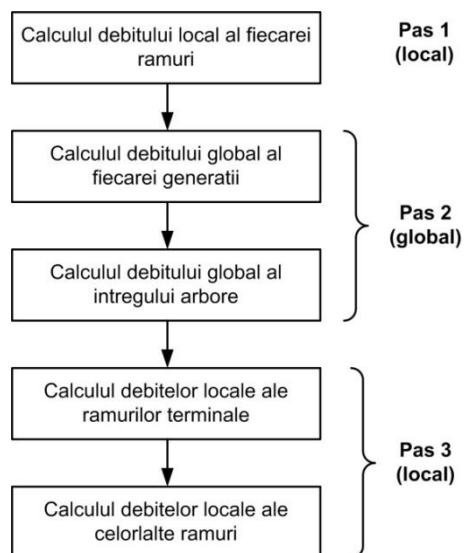 Calculul debitului local al fiecarei
ramuri
Pas 1
(local)
Calculul debitului global al
fiecarei generatii
Calculul debitului global al
intregului arbore
Pas 2
(global)
Calculul debitelor locale ale
ramurilor terminale
Calculul debitelor locale ale
celorlalte ramuri
Pas 3
(local)